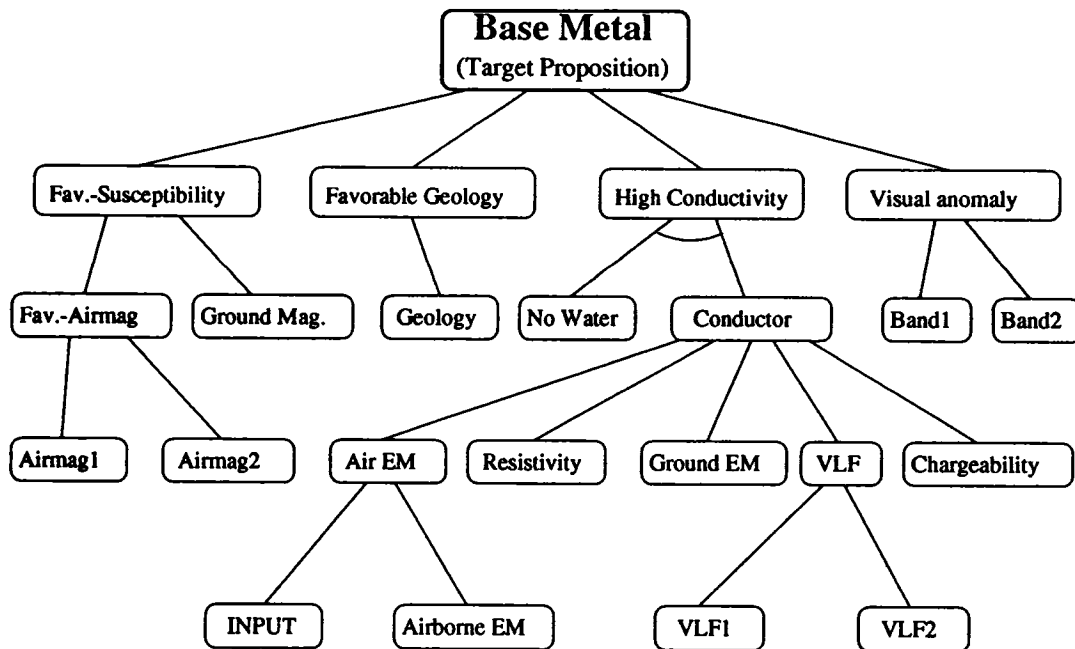 Base Metal
(Target Proposition)
Fav.-Susceptibility
Favorable Geology
High Conductivity
Visual anomaly
Fav.-Airmag
Ground Mag.
Geology
No Water
Conductor
Band1
Band2
Airmag1
Airmag2
Air EM
Resistivity
Ground EM
VLF
Chargeability
INPUT
Airborne EM
VLF1
VLF2